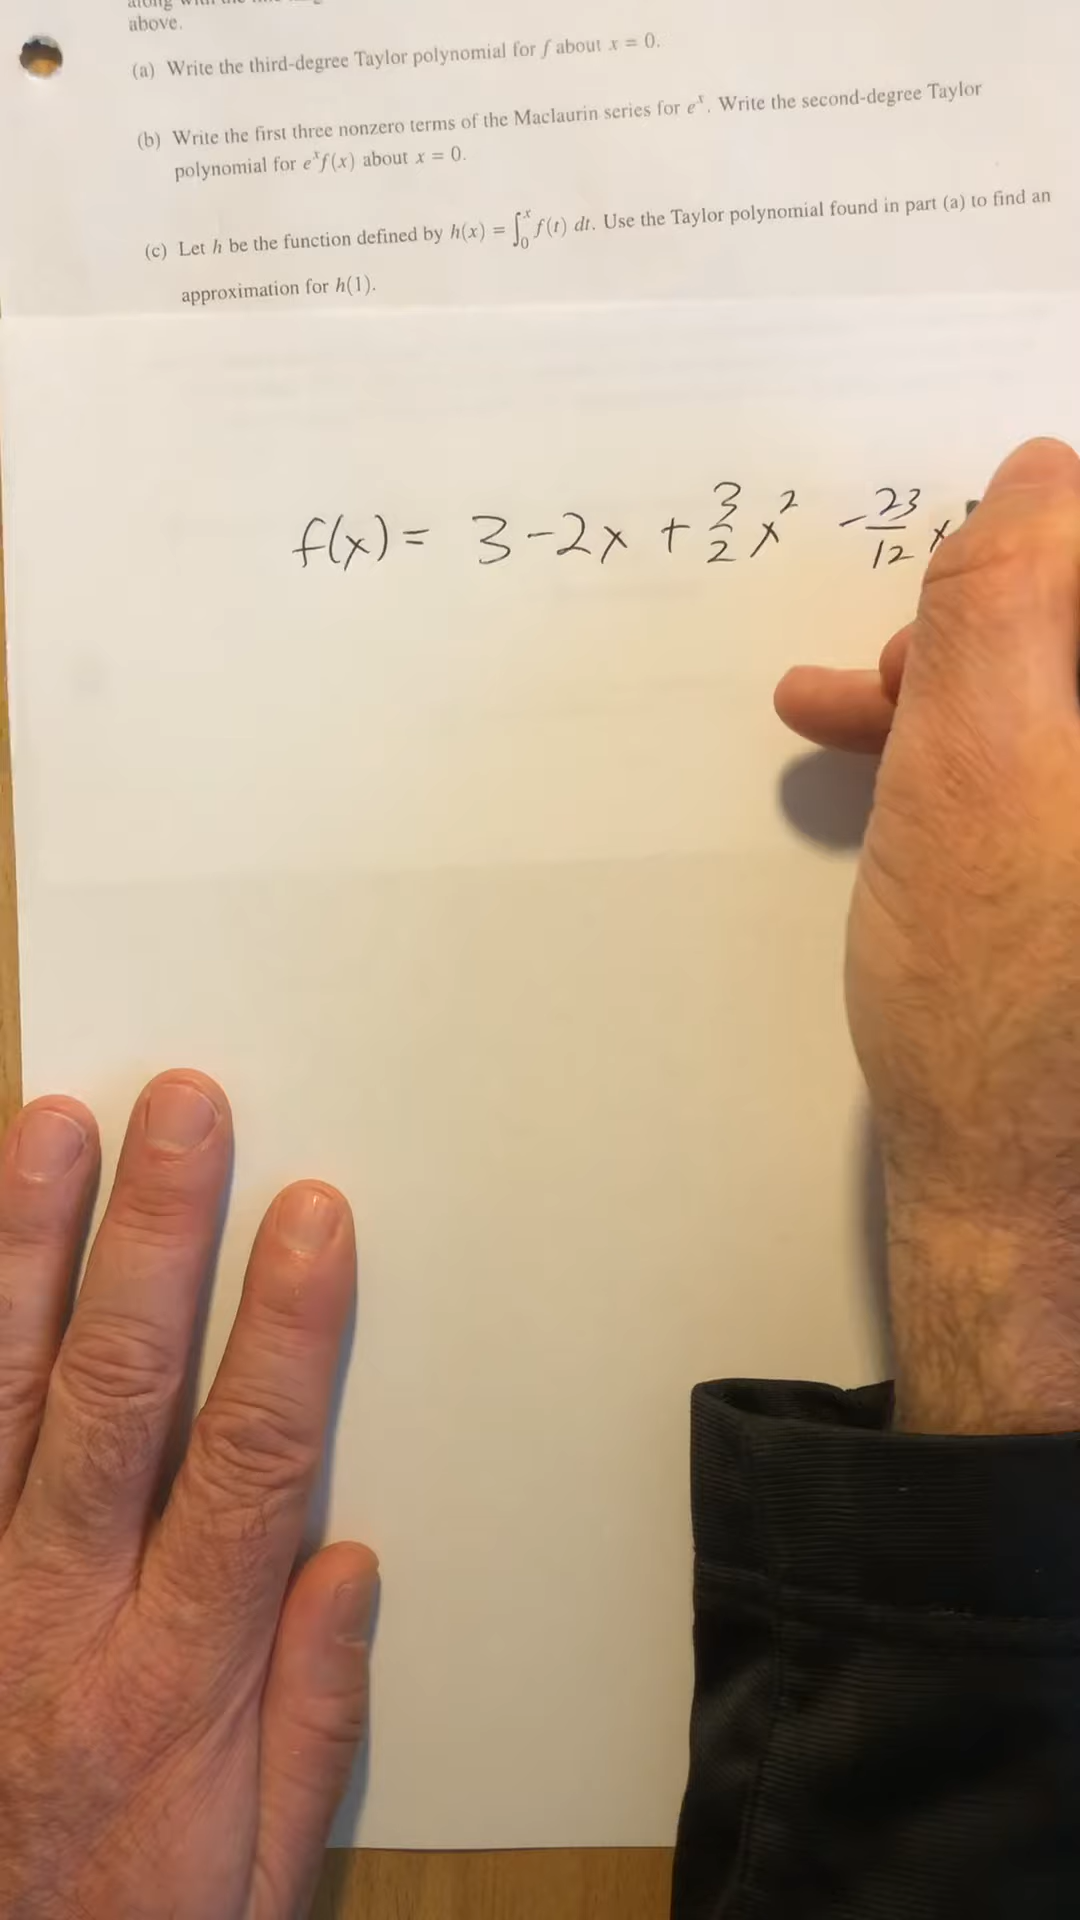 above.
(a) Write the third-degree Taylor polynomial for f about x = 0.
(b) Write the first three nonzero terms of the Maclaurin series for eˣ. Write the second-degree Taylor
polynomial for eˣf(x) about x = 0.
(c) Let h be the function defined by h(x) = ∫₀ˣ f(t) dt. Use the Taylor polynomial found in part (a) to find an
approximation for h(1).
f(x) = 3 - 2x + 3/2 x² - 23/12 x